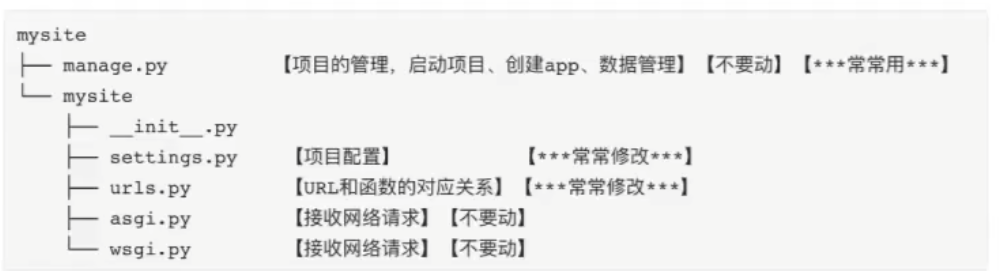 mysite
├── manage.py 【项目的管理，启动项目、创建app、数据管理】【不要动】【***常常用***】
└── mysite
    ├── __init__.py
    ├── settings.py 【项目配置】 【***常常修改***】
    ├── urls.py 【URL和函数的对应关系】【***常常修改***】
    ├── asgi.py 【接收网络请求】【不要动】
    └── wsgi.py 【接收网络请求】【不要动】